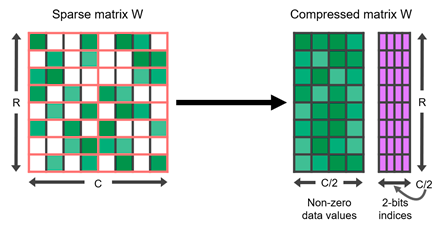 Sparse matrix W
Compressed matrix W
R
R
C
C/2
C/2
Non-zero
data values
2-bits
indices